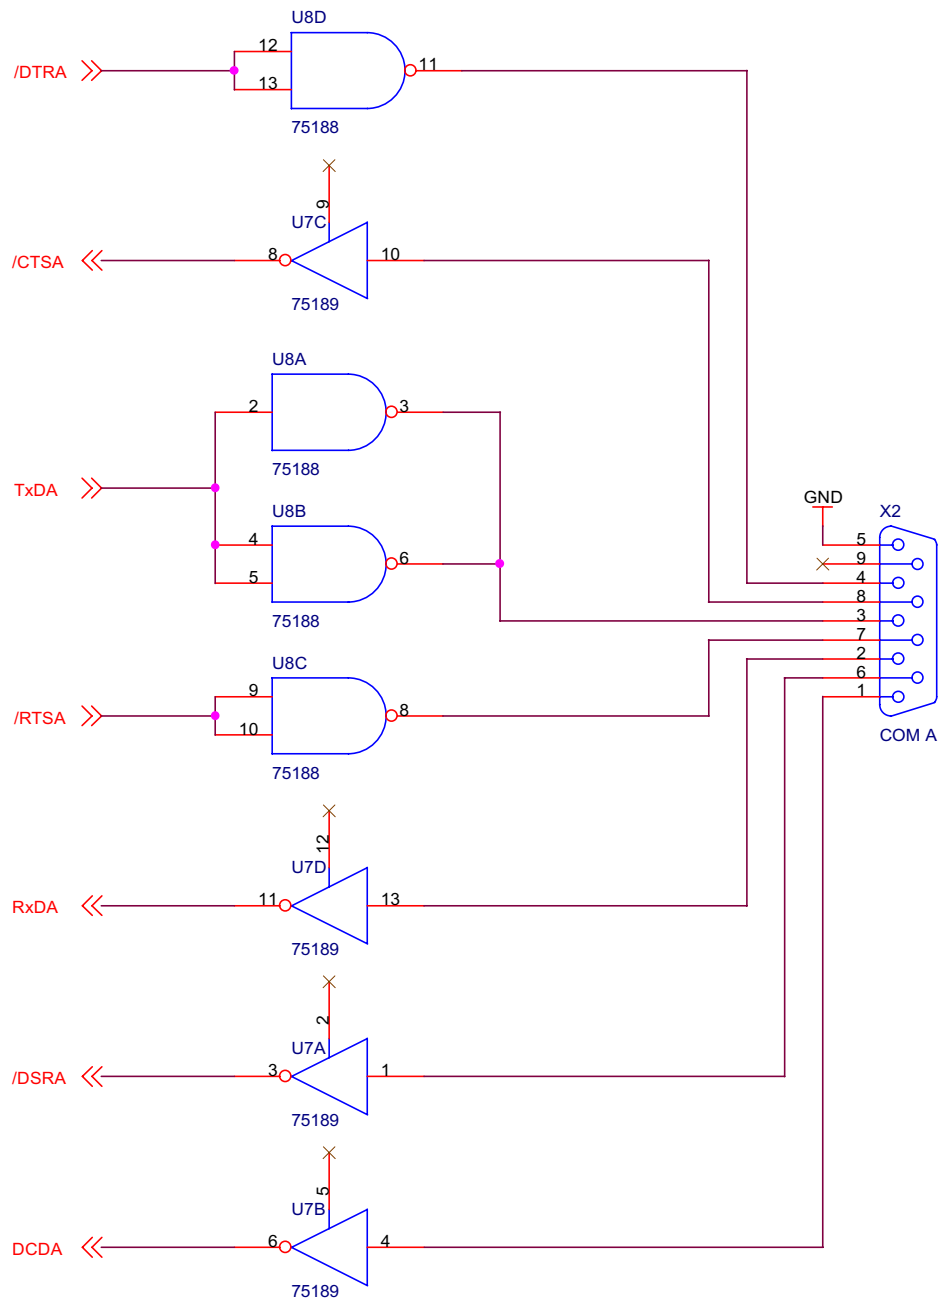 U8D
12
/DTRA
11
13
75188
9
U7C
/CTSA
8
10
75189
U8A
2
3
75188
TxDA
GND
X2
U8B
4
5
6
5
9
4
8
3
7
2
6
1
75188
U8C
9
/RTSA
8
10
COM A
75188
12
U7D
RxDA
11
13
75189
2
U7A
/DSRA
3
1
75189
5
U7B
DCDA
6
4
75189